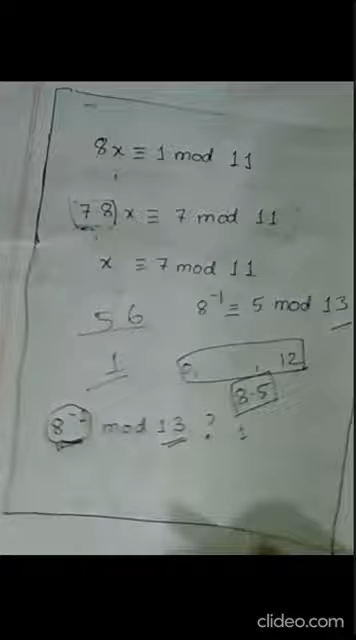 8x ≡ 1 mod 11
7 8 x ≡ 7 mod 11
x ≡ 7 mod 11
56
8⁻¹ ≡ 5 mod 13
1
, 12
8·5
8⁻¹ mod 13 ? 1
clideo.com